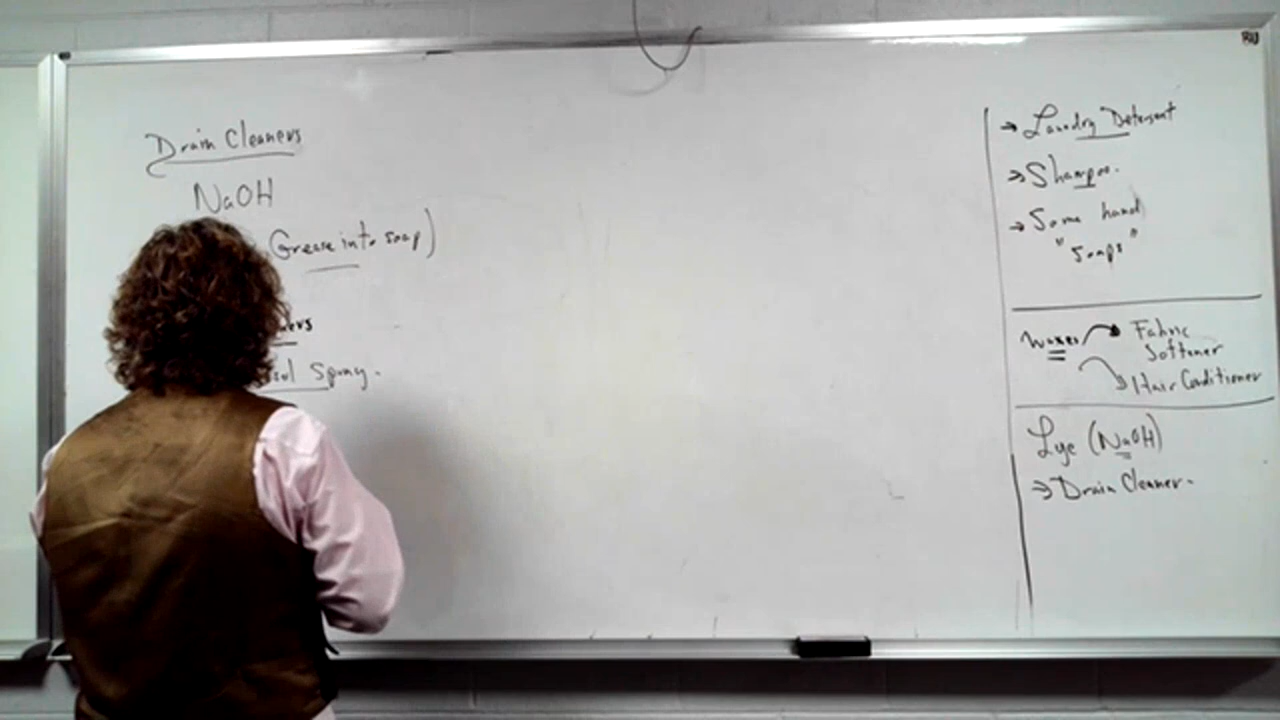 Drain Cleaners
NaOH
(Grease into soap)
Spray.
→ Laundry Detergent
→ Shampoo.
→ Some hand
"Soaps"
Waxes → Fabric
Softener
→ Hair Conditioner
Lye (NaOH)
→ Drain Cleaner.